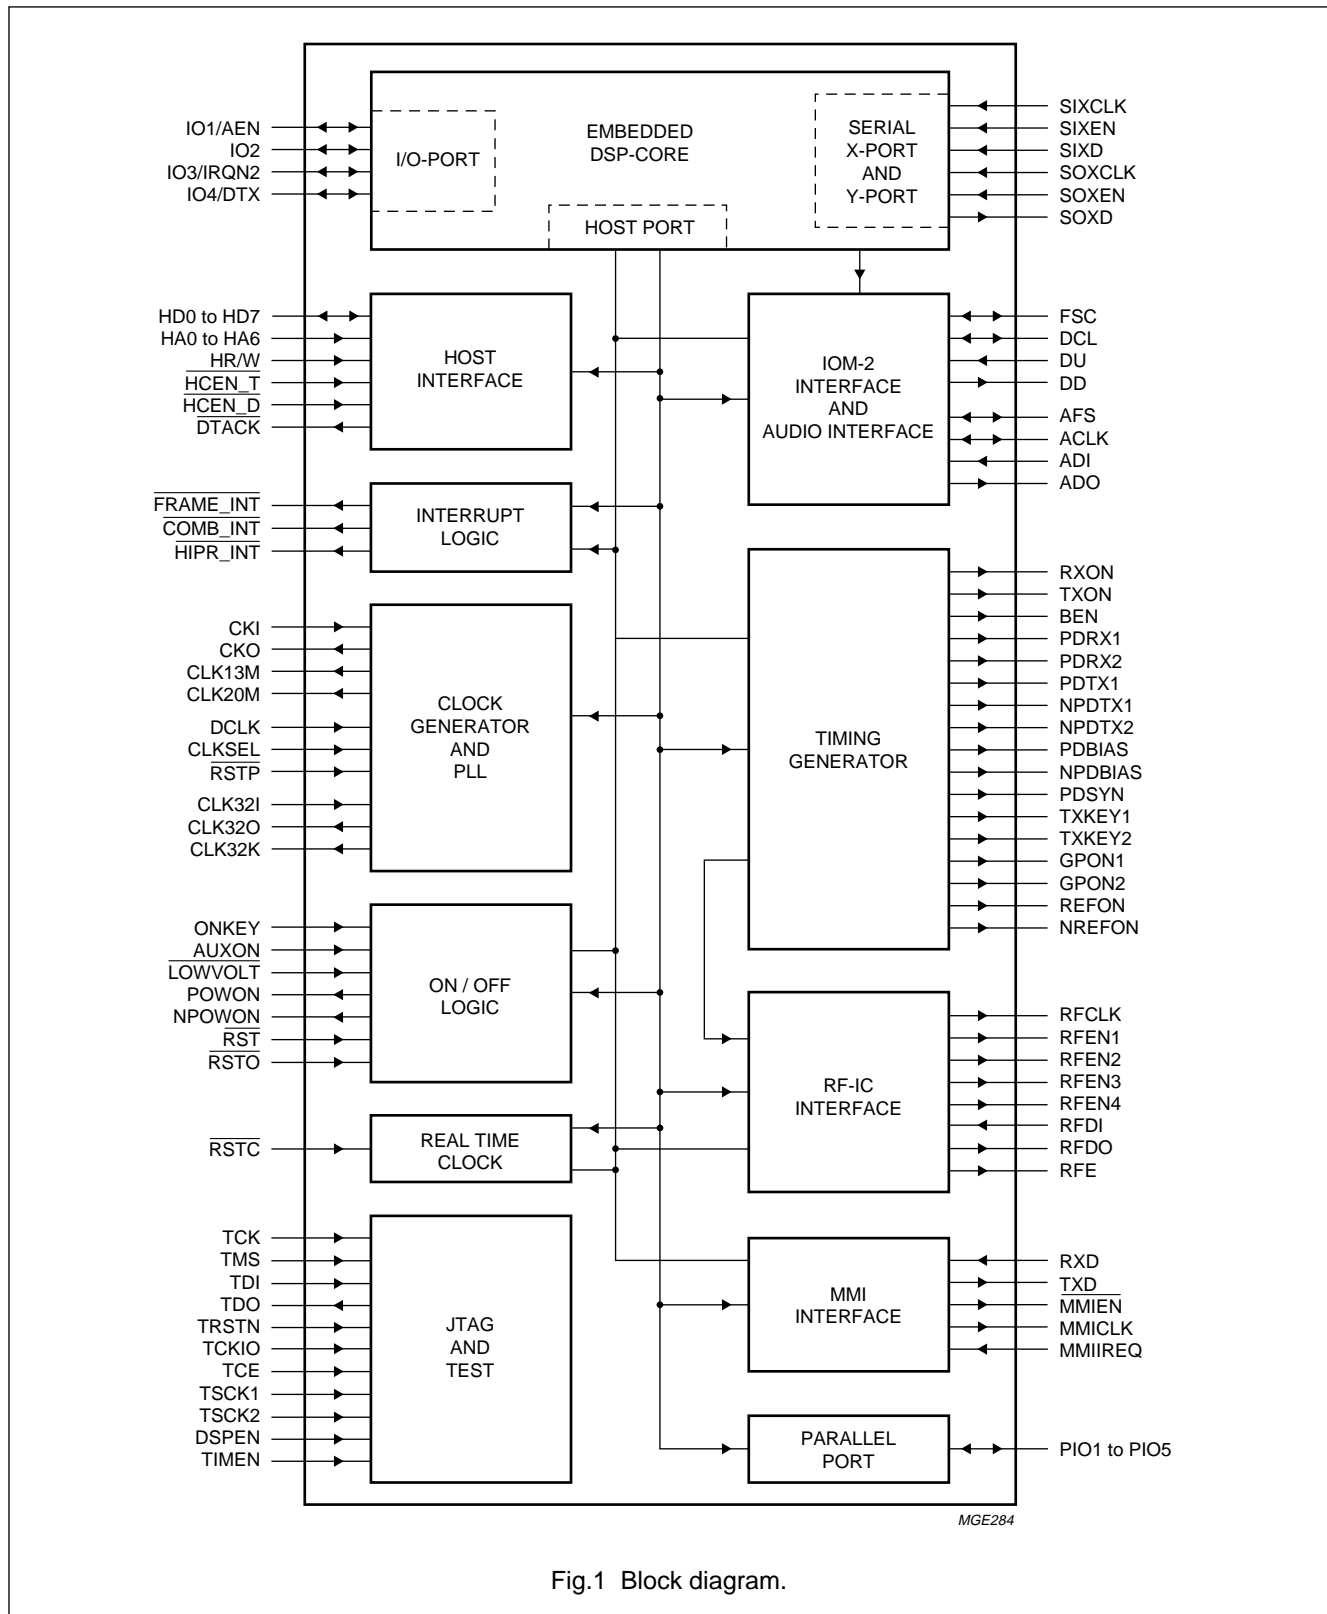 IO1/AEN
IO2
IO3/IRQN2
IO4/DTX
I/O-PORT
EMBEDDED
DSP-CORE
HOST PORT
SERIAL
X-PORT
AND
Y-PORT
SIXCLK
SIXEN
SIXD
SOXCLK
SOXEN
SOXD
HD0 to HD7
HA0 to HA6
HR/W
HCEN_T
HCEN_D
DTACK
HOST
INTERFACE
IOM-2
INTERFACE
AND
AUDIO INTERFACE
FSC
DCL
DU
DD
AFS
ACLK
ADI
ADO
FRAME_INT
COMB_INT
HIPR_INT
INTERRUPT
LOGIC
CKI
CKO
CLK13M
CLK20M
DCLK
CLKSEL
RSTP
CLK32I
CLK32O
CLK32K
CLOCK
GENERATOR
AND
PLL
TIMING
GENERATOR
RXON
TXON
BEN
PDRX1
PDRX2
PDTX1
NPDTX1
NPDTX2
PDBIAS
NPDBIAS
PDSYN
TXKEY1
TXKEY2
GPON1
GPON2
REFON
NREFON
ONKEY
AUXON
LOWVOLT
POWON
NPOWON
RST
RSTO
ON / OFF
LOGIC
RF-IC
INTERFACE
RFCLK
RFEN1
RFEN2
RFEN3
RFEN4
RFDI
RFDO
RFE
RSTC
REAL TIME
CLOCK
TCK
TMS
TDI
TDO
TRSTN
TCKIO
TCE
TSCK1
TSCK2
DSPEN
TIMEN
JTAG
AND
TEST
MMI
INTERFACE
RXD
TXD
MMIEN
MMICLK
MMIIREQ
PARALLEL
PORT
PIO1 to PIO5
MGE284
Fig.1 Block diagram.